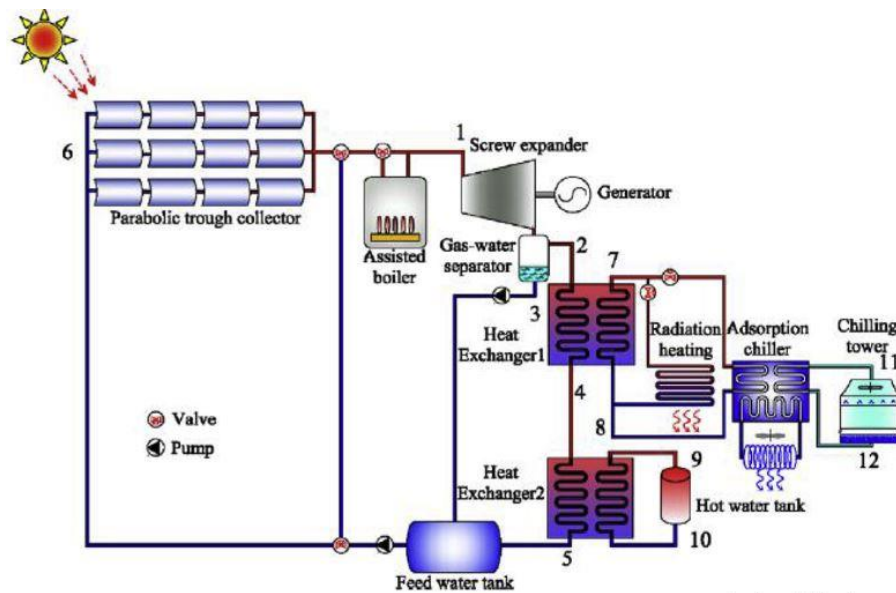 1
Screw expander
6
Generator
Parabolic trough collector
Assisted
boiler
Gas-water
separator
2
7
3
Heat
Exchanger1
Radiation
heating
Adsorption
chiller
Chilling
tower
11
4
8
Valve
Pump
12
Heat
Exchanger2
9
Hot water tank
10
5
Feed water tank